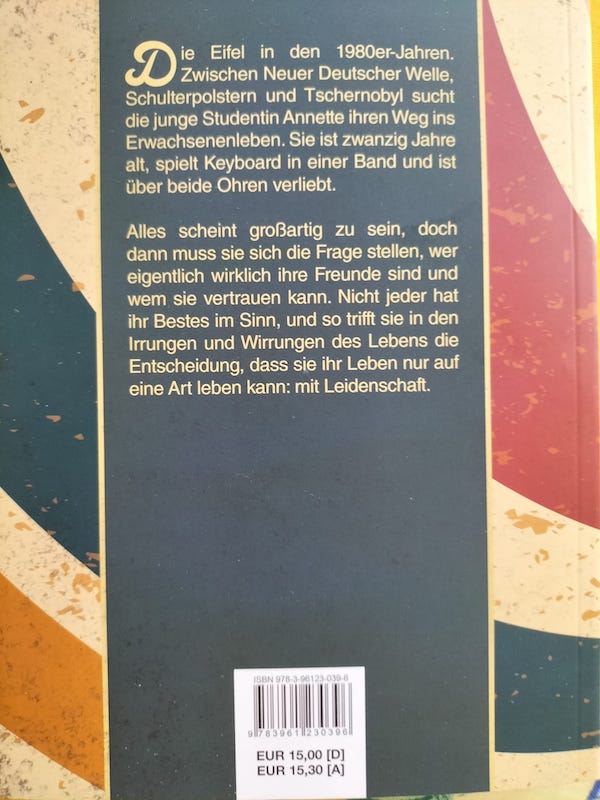 Die Eifel in den 1980er-Jahren.
Zwischen Neuer Deutscher Welle,
Schulterpolstern und Tschernobyl sucht
die junge Studentin Annette ihren Weg ins
Erwachsenenleben. Sie ist zwanzig Jahre
alt, spielt Keyboard in einer Band und ist
über beide Ohren verliebt.
Alles scheint großartig zu sein, doch
dann muss sie sich die Frage stellen, wer
eigentlich wirklich ihre Freunde sind und
wem sie vertrauen kann. Nicht jeder hat
ihr Bestes im Sinn, und so trifft sie in den
Irrungen und Wirrungen des Lebens die
Entscheidung, dass sie ihr Leben nur auf
eine Art leben kann: mit Leidenschaft.
ISBN 978-3-96123-039-6
9 783961 230396
EUR 15,00 [D]
EUR 15,30 [A]